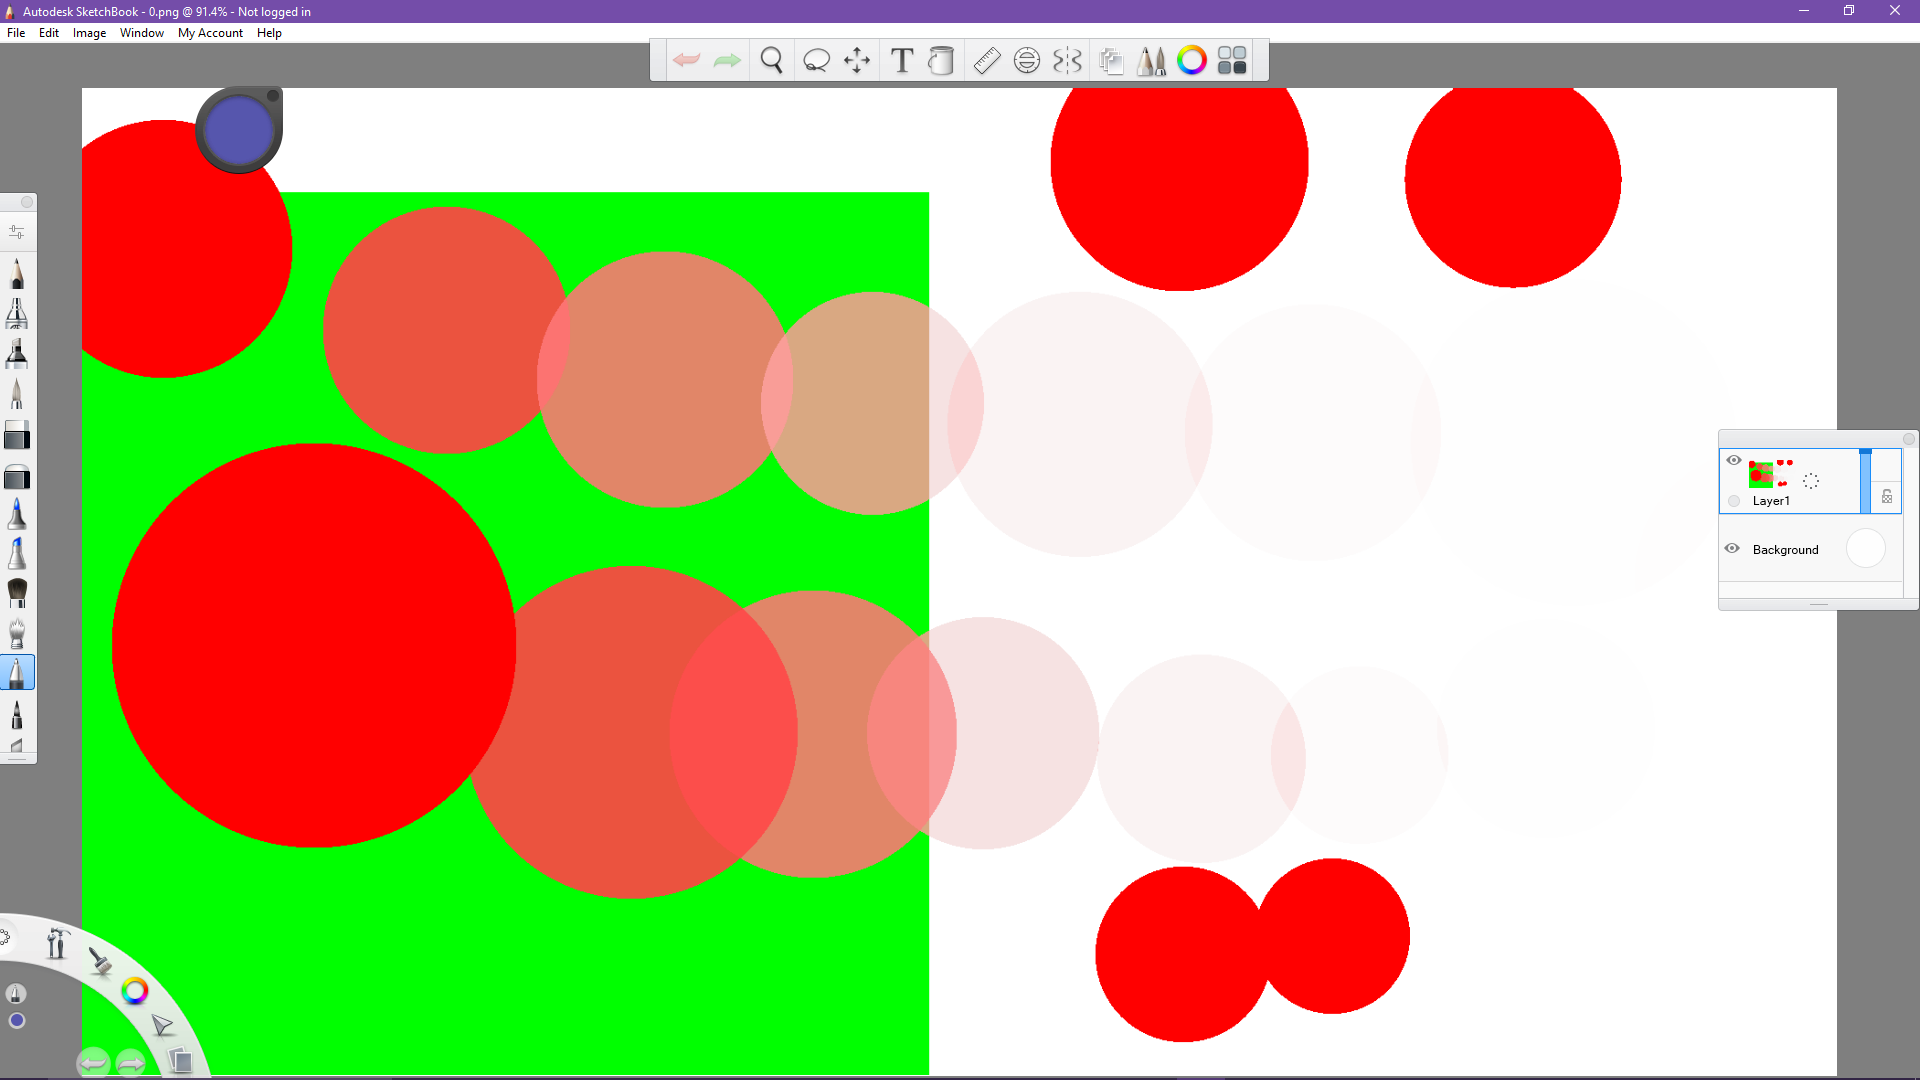 Autodesk SketchBook - 0.png @ 91.4% - Not logged in
File Edit Image Window My Account Help
T
Layer1
Background